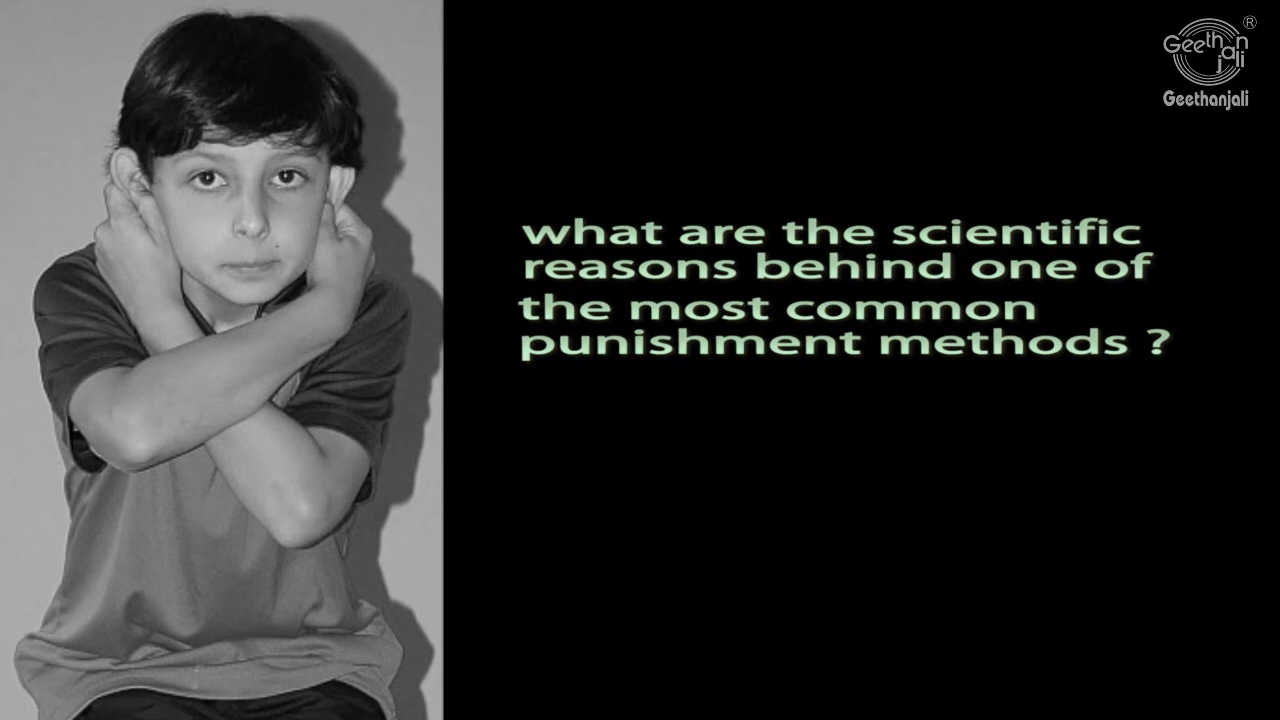 Geethanjali
®
Geethanjali
what are the scientific
reasons behind one of
the most common
punishment methods ?